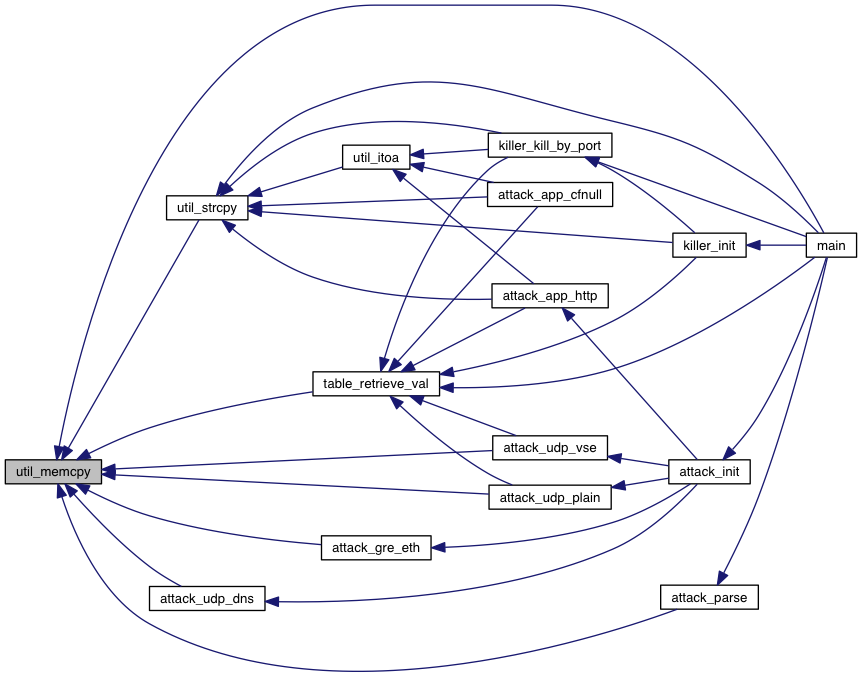 killer_kill_by_port
util_itoa
attack_app_cfnull
util_strcpy
killer_init
main
attack_app_http
table_retrieve_val
attack_udp_vse
util_memcpy
attack_init
attack_udp_plain
attack_gre_eth
attack_udp_dns
attack_parse